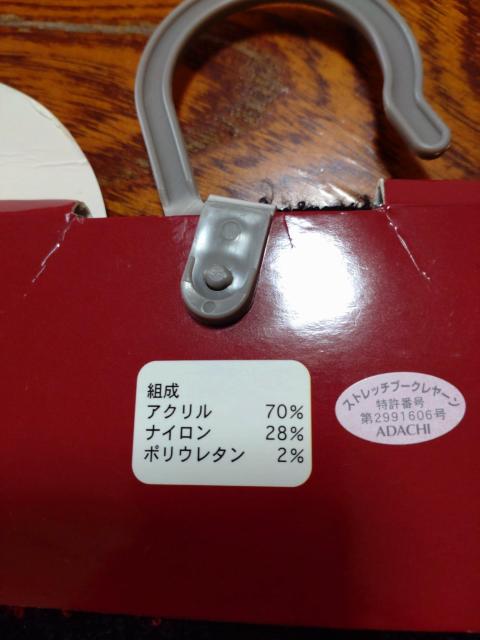 組成
アクリル 70%
ナイロン 28%
ポリウレタン 2%
ストレッチブークレヤーン
特許番号
第2991606号
ADACHI